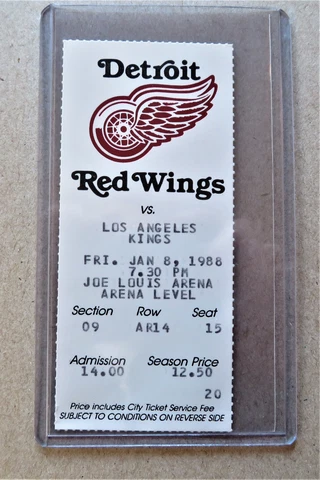 Detroit
Red Wings
vs.
LOS ANGELES
KINGS
FRI. JAN 8, 1988
7.30 PM
JOE LOUIS ARENA
ARENA LEVEL
Section Row Seat
09 AR14 15
Admission Season Price
14.00 12.50
20
Price includes City Ticket Service Fee
SUBJECT TO CONDITIONS ON REVERSE SIDE